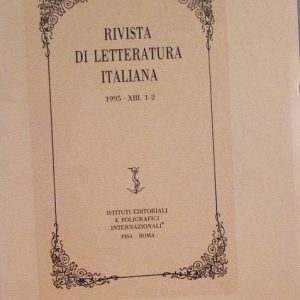 RIVISTA
DI LETTERATURA
ITALIANA
1995 · XIII, 1-2
ISTITUTI EDITORIALI
E POLIGRAFICI
INTERNAZIONALI®
PISA · ROMA